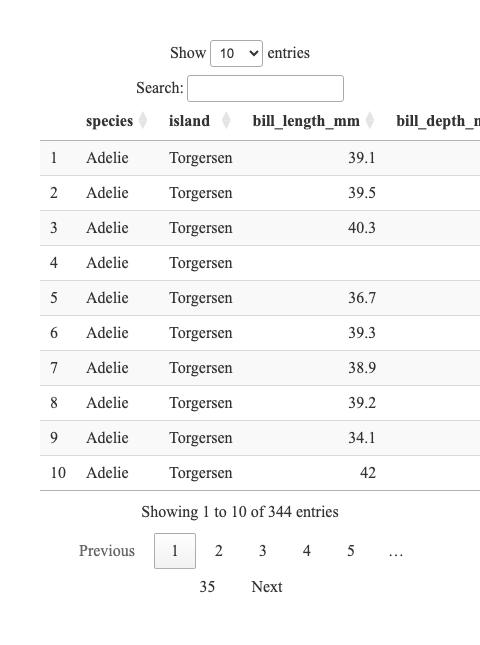 Show 10 entries
Search:
species island bill_length_mm bill_depth_
1 Adelie Torgersen 39.1
2 Adelie Torgersen 39.5
3 Adelie Torgersen 40.3
4 Adelie Torgersen
5 Adelie Torgersen 36.7
6 Adelie Torgersen 39.3
7 Adelie Torgersen 38.9
8 Adelie Torgersen 39.2
9 Adelie Torgersen 34.1
10 Adelie Torgersen 42
Showing 1 to 10 of 344 entries
Previous 1 2 3 4 5 …
35 Next